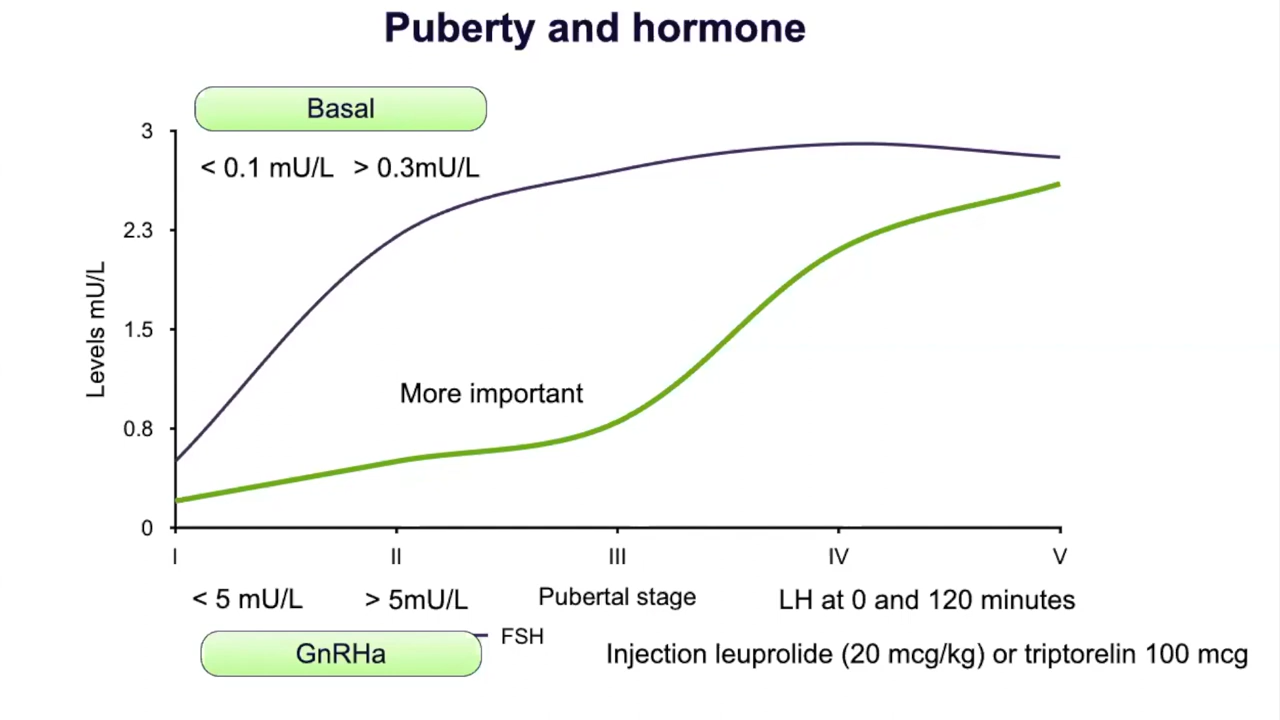 Puberty and hormone
Basal
3
< 0.1 mU/L > 0.3mU/L
2.3
Levels mU/L
1.5
More important
0.8
0
I II III IV V
< 5 mU/L > 5mU/L Pubertal stage LH at 0 and 120 minutes
FSH
GnRHa Injection leuprolide (20 mcg/kg) or triptorelin 100 mcg